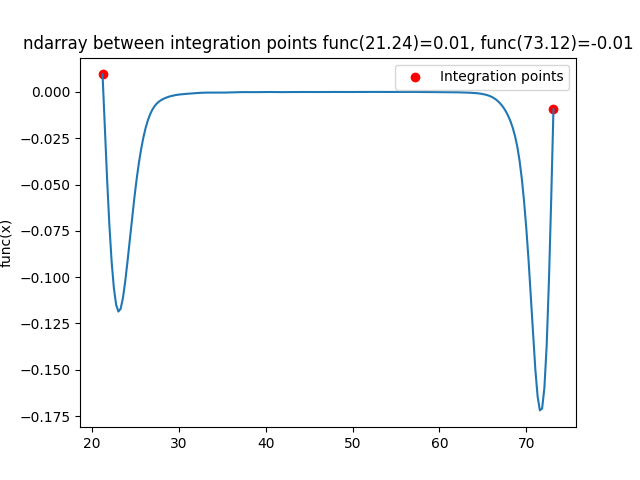 ndarray between integration points func(21.24)=0.01, func(73.12)=-0.01
Integration points
func(x)
0.000
−0.025
−0.050
−0.075
−0.100
−0.125
−0.150
−0.175
20 30 40 50 60 70